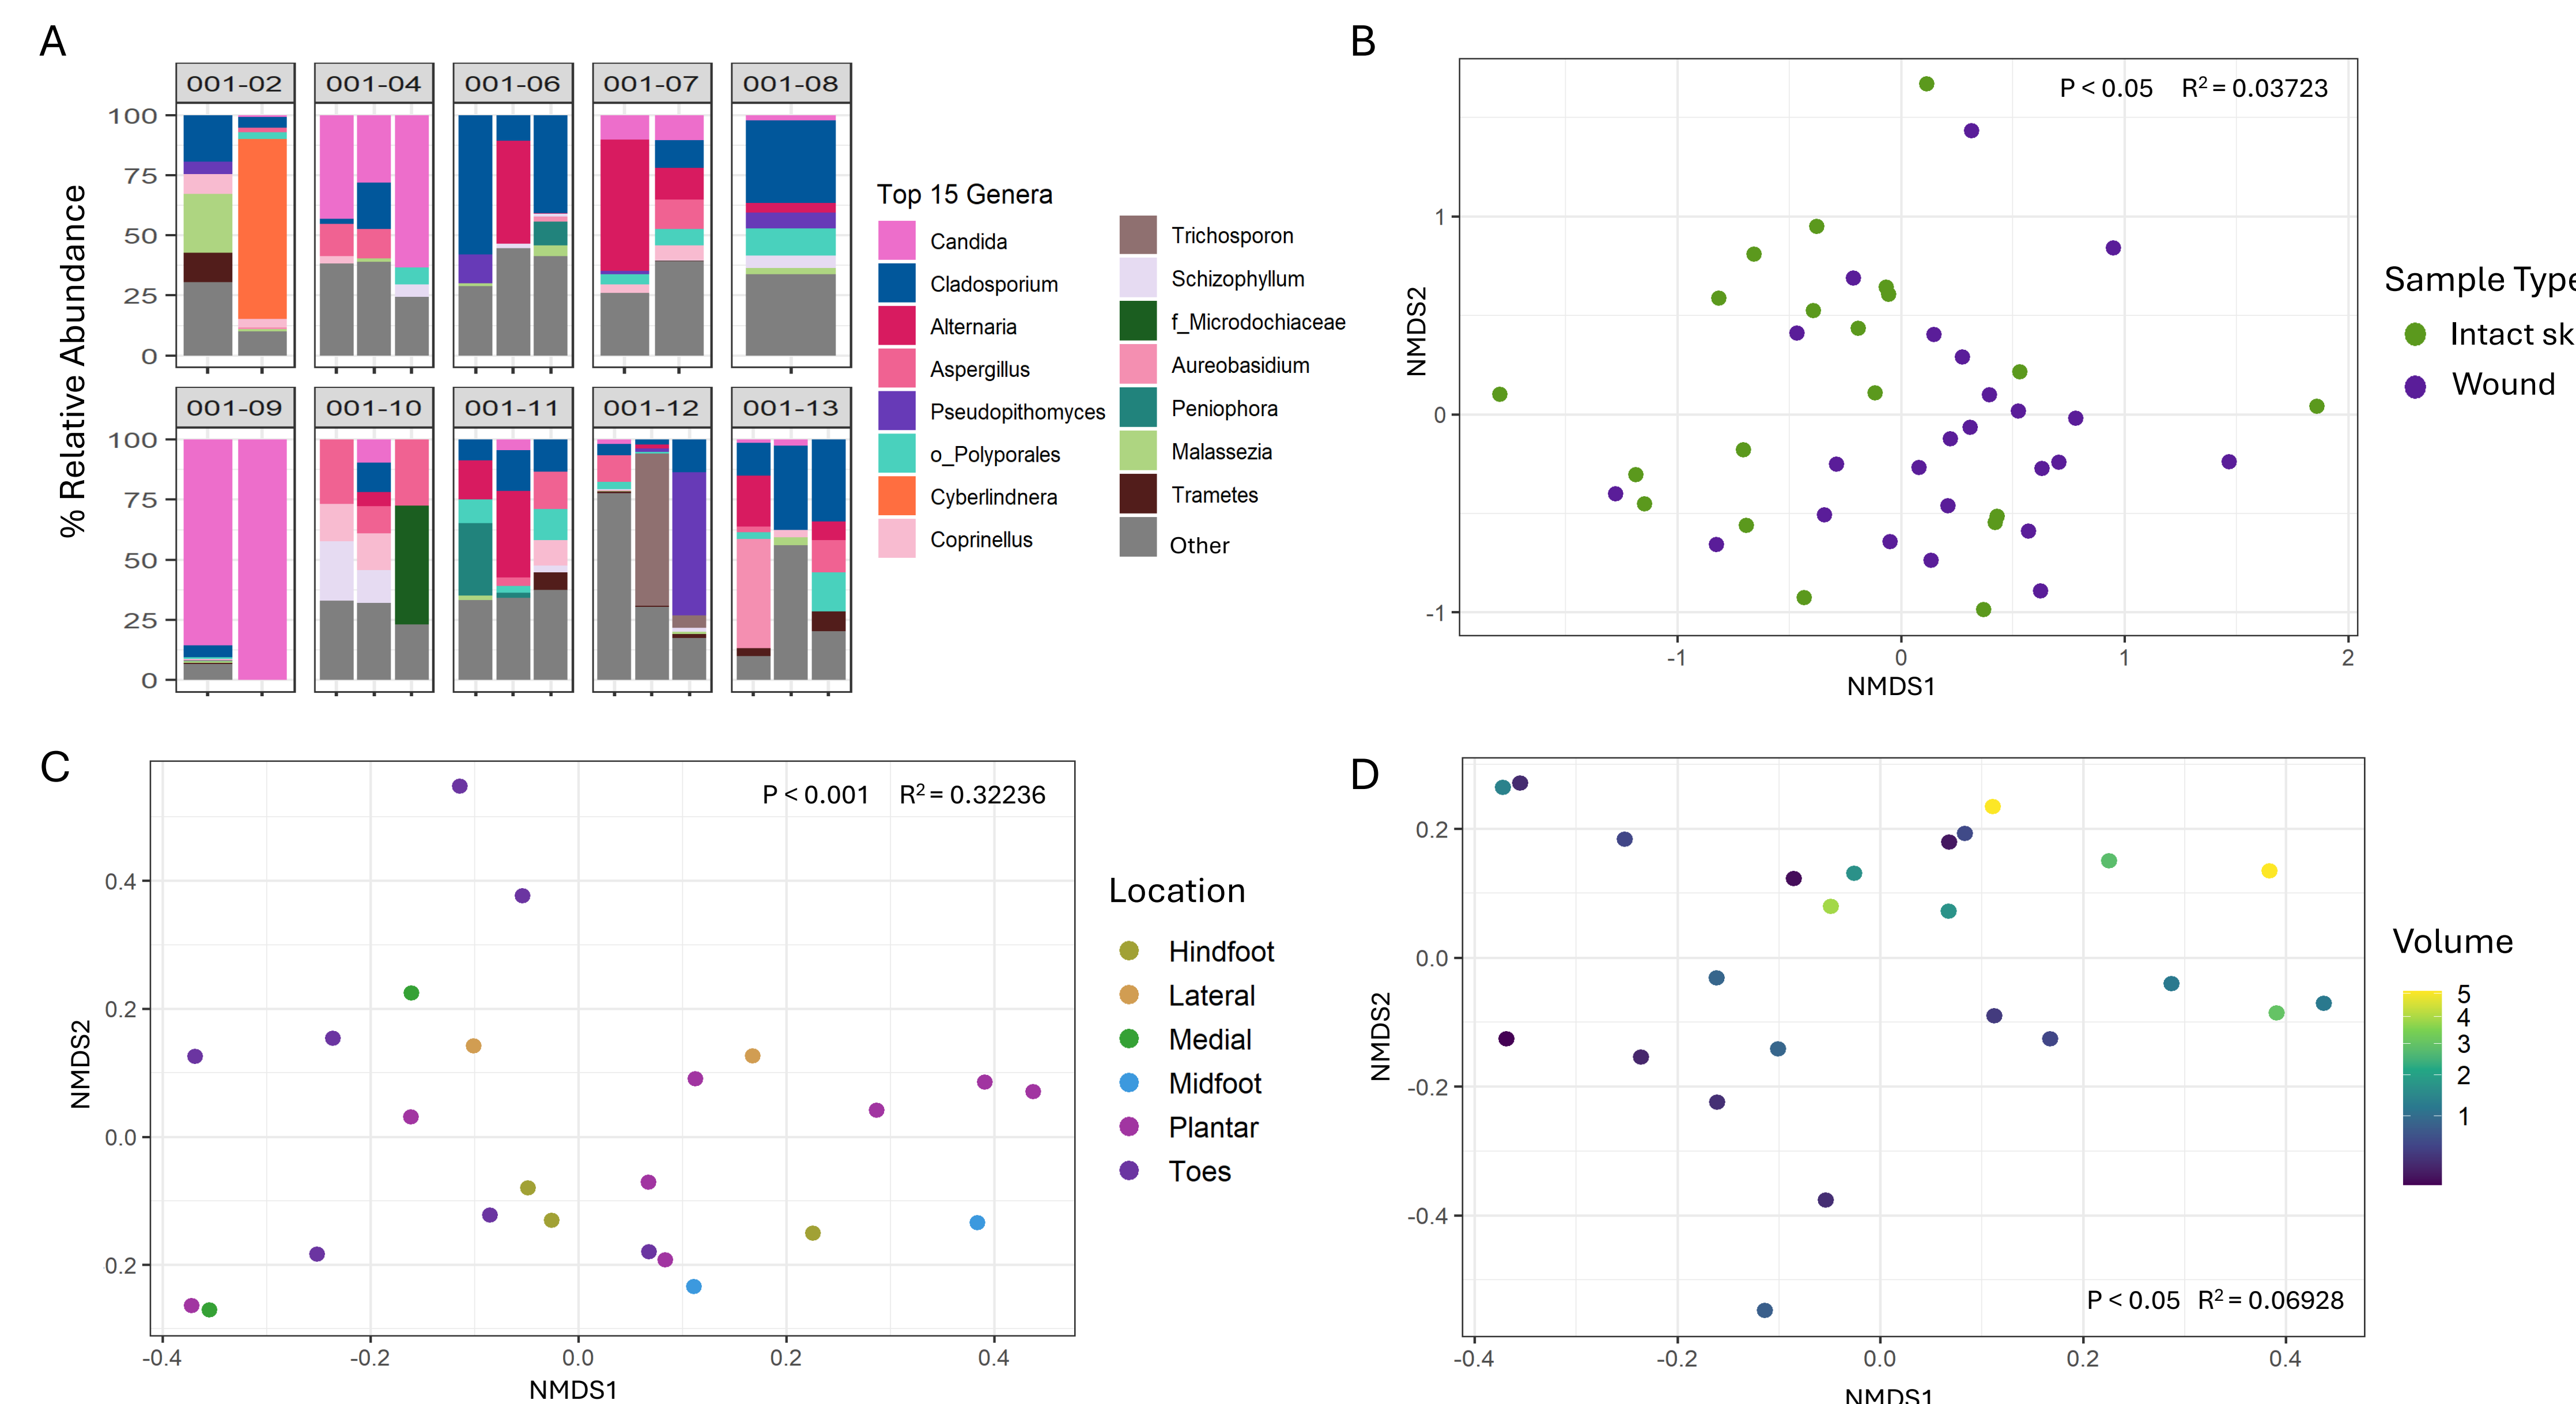 A
001-02 001-04 001-06 001-07 001-08
100
75
50
25
0
001-09 001-10 001-11 001-12 001-13
100
75
50
25
0
% Relative Abundance
Top 15 Genera
Candida
Cladosporium
Alternaria
Aspergillus
Pseudopithomyces
o_Polyporales
Cyberlindnera
Coprinellus
Trichosporon
Schizophyllum
f_Microdochiaceae
Aureobasidium
Peniophora
Malassezia
Trametes
Other
B
P < 0.05 R² = 0.03723
1
0
-1
NMDS2
-1 0 1 2
NMDS1
Sample Type
Intact sk
Wound
C
P < 0.001 R² = 0.32236
0.4
0.2
0.0
0.2
NMDS2
-0.4 -0.2 0.0 0.2 0.4
NMDS1
Location
Hindfoot
Lateral
Medial
Midfoot
Plantar
Toes
D
0.2
0.0
-0.2
-0.4
NMDS2
P < 0.05 R² = 0.06928
-0.4 -0.2 0.0 0.2 0.4
NMDS1
Volume
5
4
3
2
1